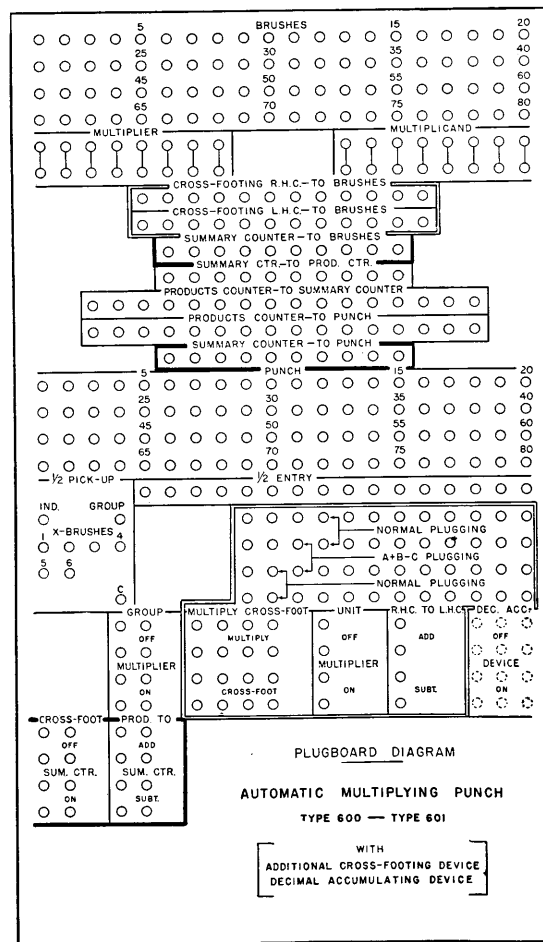 5 BRUSHES 15 20
25 30 35 40
45 50 55 60
65 70 75 80
MULTIPLIER MULTIPLICAND
CROSS-FOOTING R.H.C.-TO BRUSHES
CROSS-FOOTING L.H.C.-TO BRUSHES
SUMMARY COUNTER-TO BRUSHES
SUMMARY CTR.-TO PROD. CTR.
PRODUCTS COUNTER-TO SUMMARY COUNTER
PRODUCTS COUNTER-TO PUNCH
SUMMARY COUNTER-TO PUNCH
5 PUNCH 15 20
25 30 35 40
45 50 55 60
65 70 75 80
1/2 PICK-UP 1/2 ENTRY
IND. GROUP
1 X-BRUSHES 4
5 6
C
NORMAL PLUGGING
A+B-C PLUGGING
NORMAL PLUGGING
GROUP MULTIPLY CROSS-FOOT UNIT R.H.C. TO L.H.C. DEC. ACC.
OFF MULTIPLY OFF ADD OFF
MULTIPLIER MULTIPLIER DEVICE
ON CROSS-FOOT ON SUBT. ON
CROSS-FOOT PROD. TO
OFF ADD
SUM. CTR. SUM. CTR.
ON SUBT.
PLUGBOARD DIAGRAM
AUTOMATIC MULTIPLYING PUNCH
TYPE 600 — TYPE 601
WITH
ADDITIONAL CROSS-FOOTING DEVICE
DECIMAL ACCUMULATING DEVICE